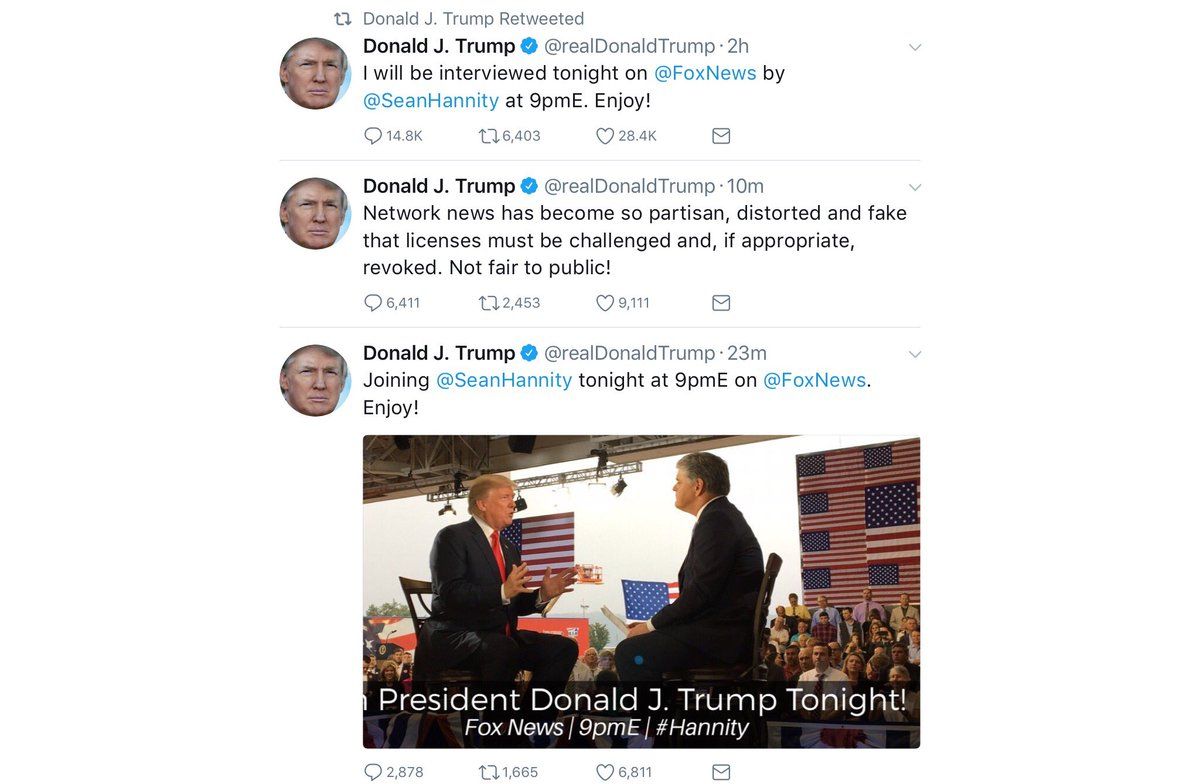 Donald J. Trump Retweeted
Donald J. Trump @realDonaldTrump · 2h
I will be interviewed tonight on @FoxNews by
@SeanHannity at 9pmE. Enjoy!
14.8K 6,403 28.4K
Donald J. Trump @realDonaldTrump · 10m
Network news has become so partisan, distorted and fake
that licenses must be challenged and, if appropriate,
revoked. Not fair to public!
6,411 2,453 9,111
Donald J. Trump @realDonaldTrump · 23m
Joining @SeanHannity tonight at 9pmE on @FoxNews.
Enjoy!
President Donald J. Trump Tonight!
Fox News | 9pmE | #Hannity
2,878 1,665 6,811